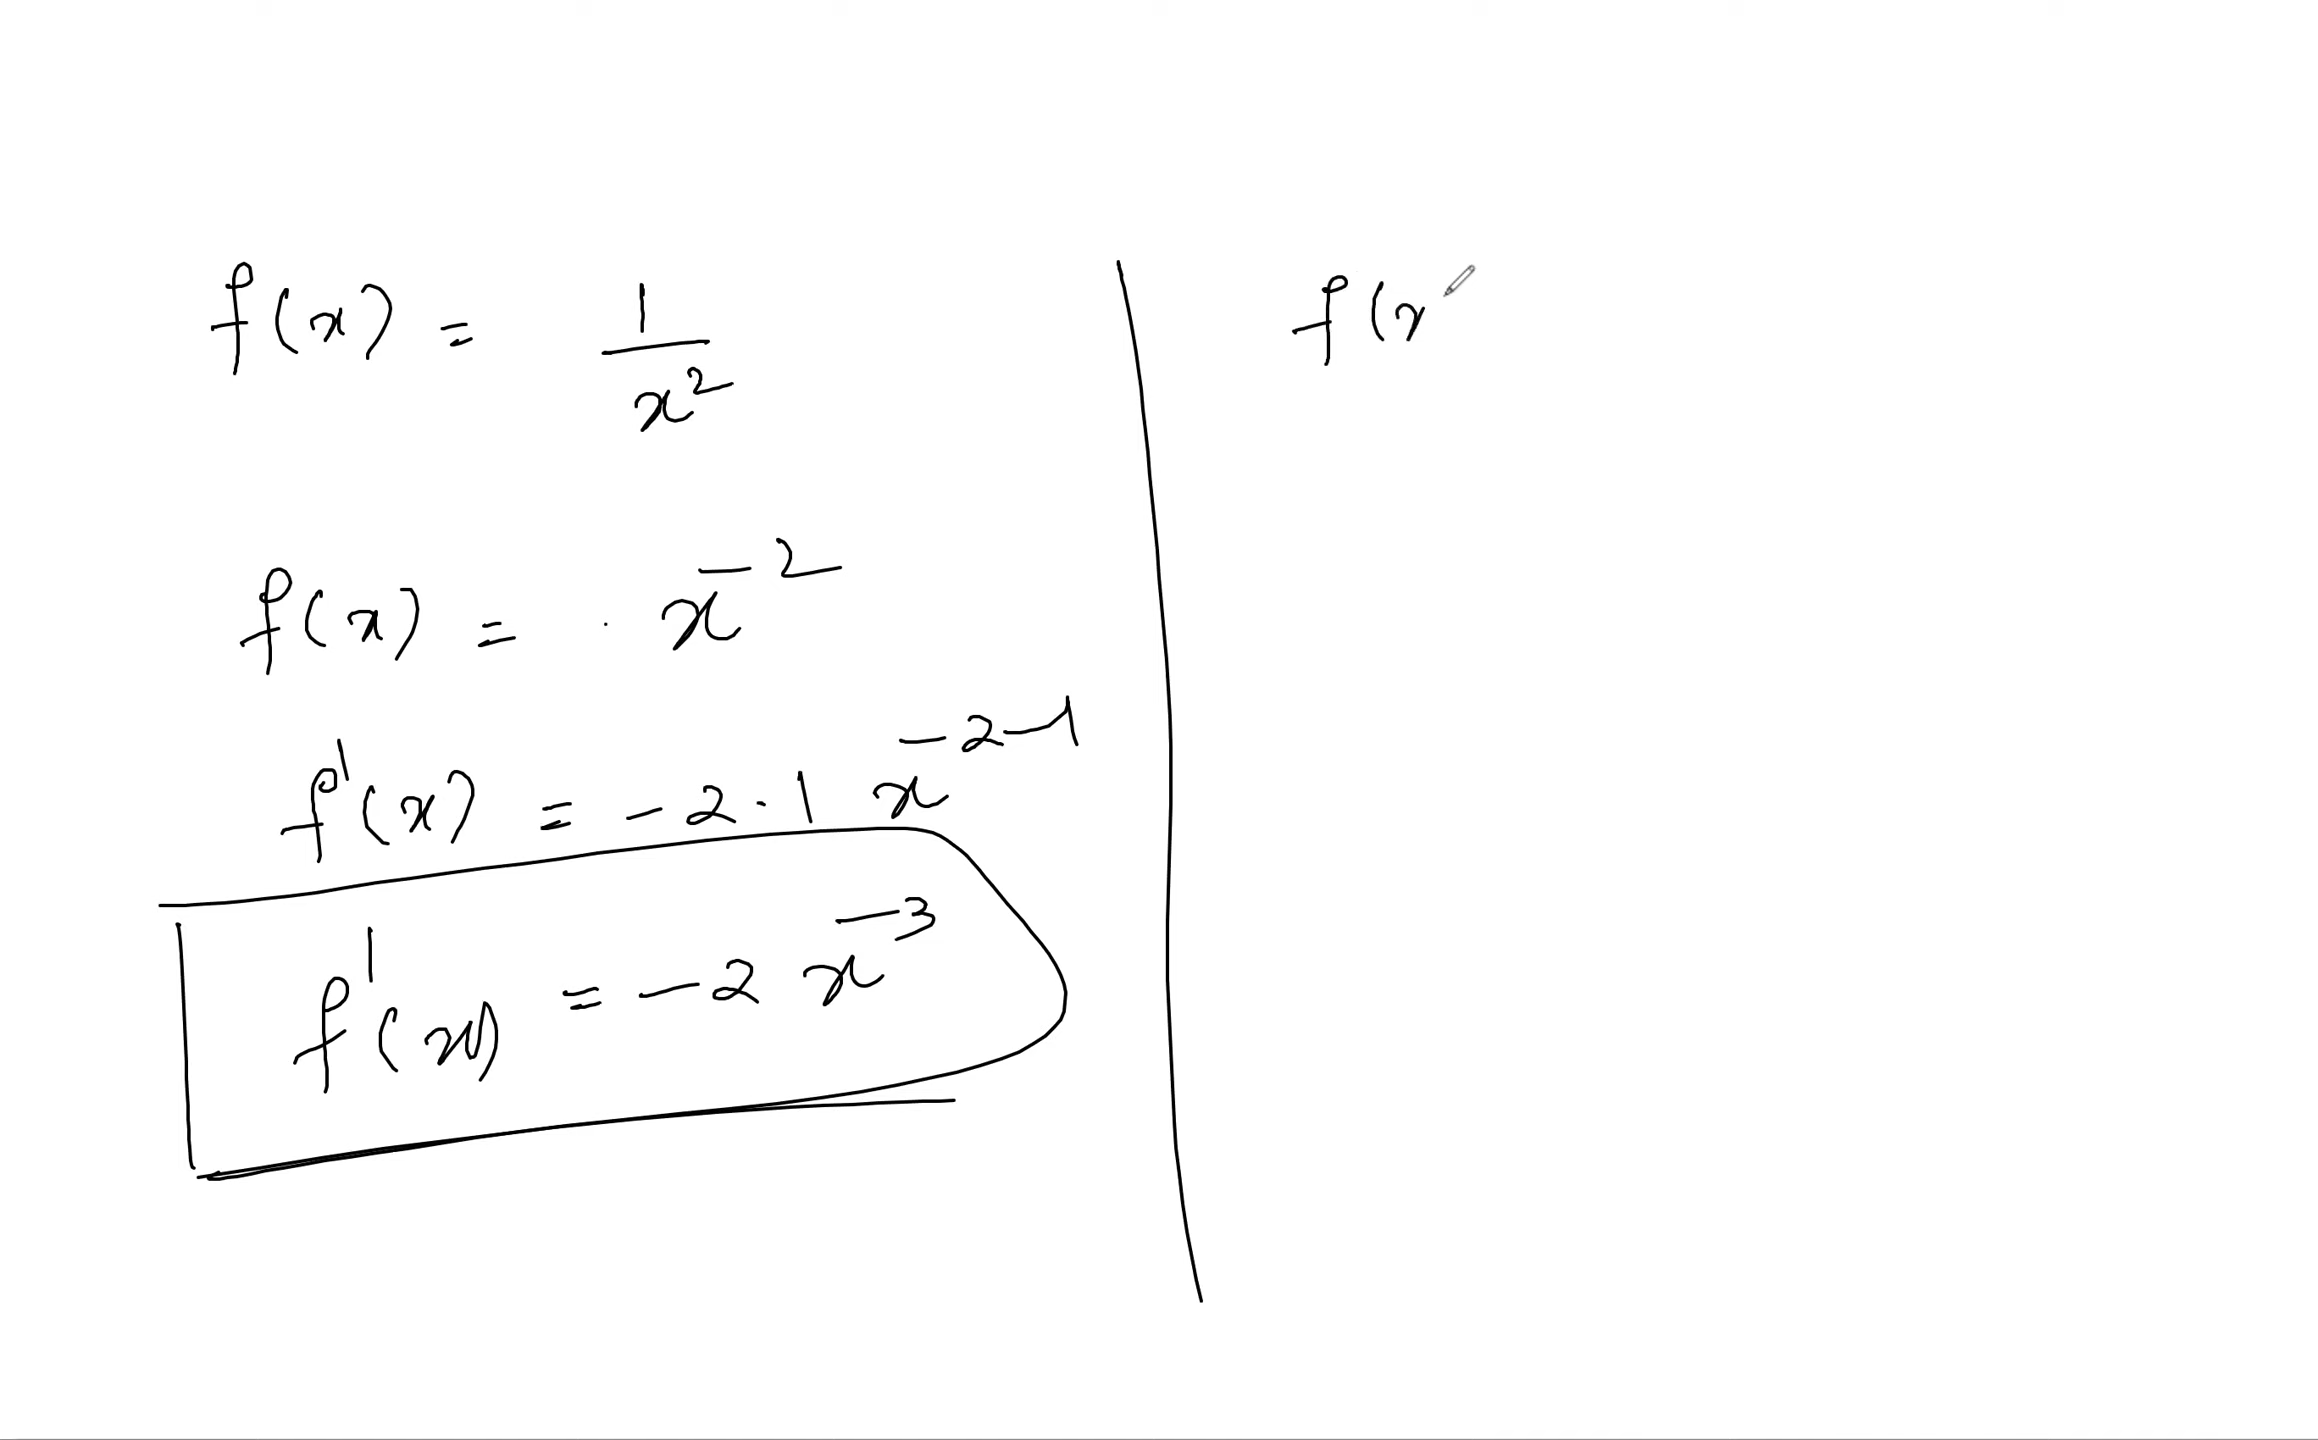 f(x) = 1/x²
f(x) = · x⁻²
f'(x) = -2·1 x⁻²⁻¹
f'(x) = -2 x⁻³
f(x